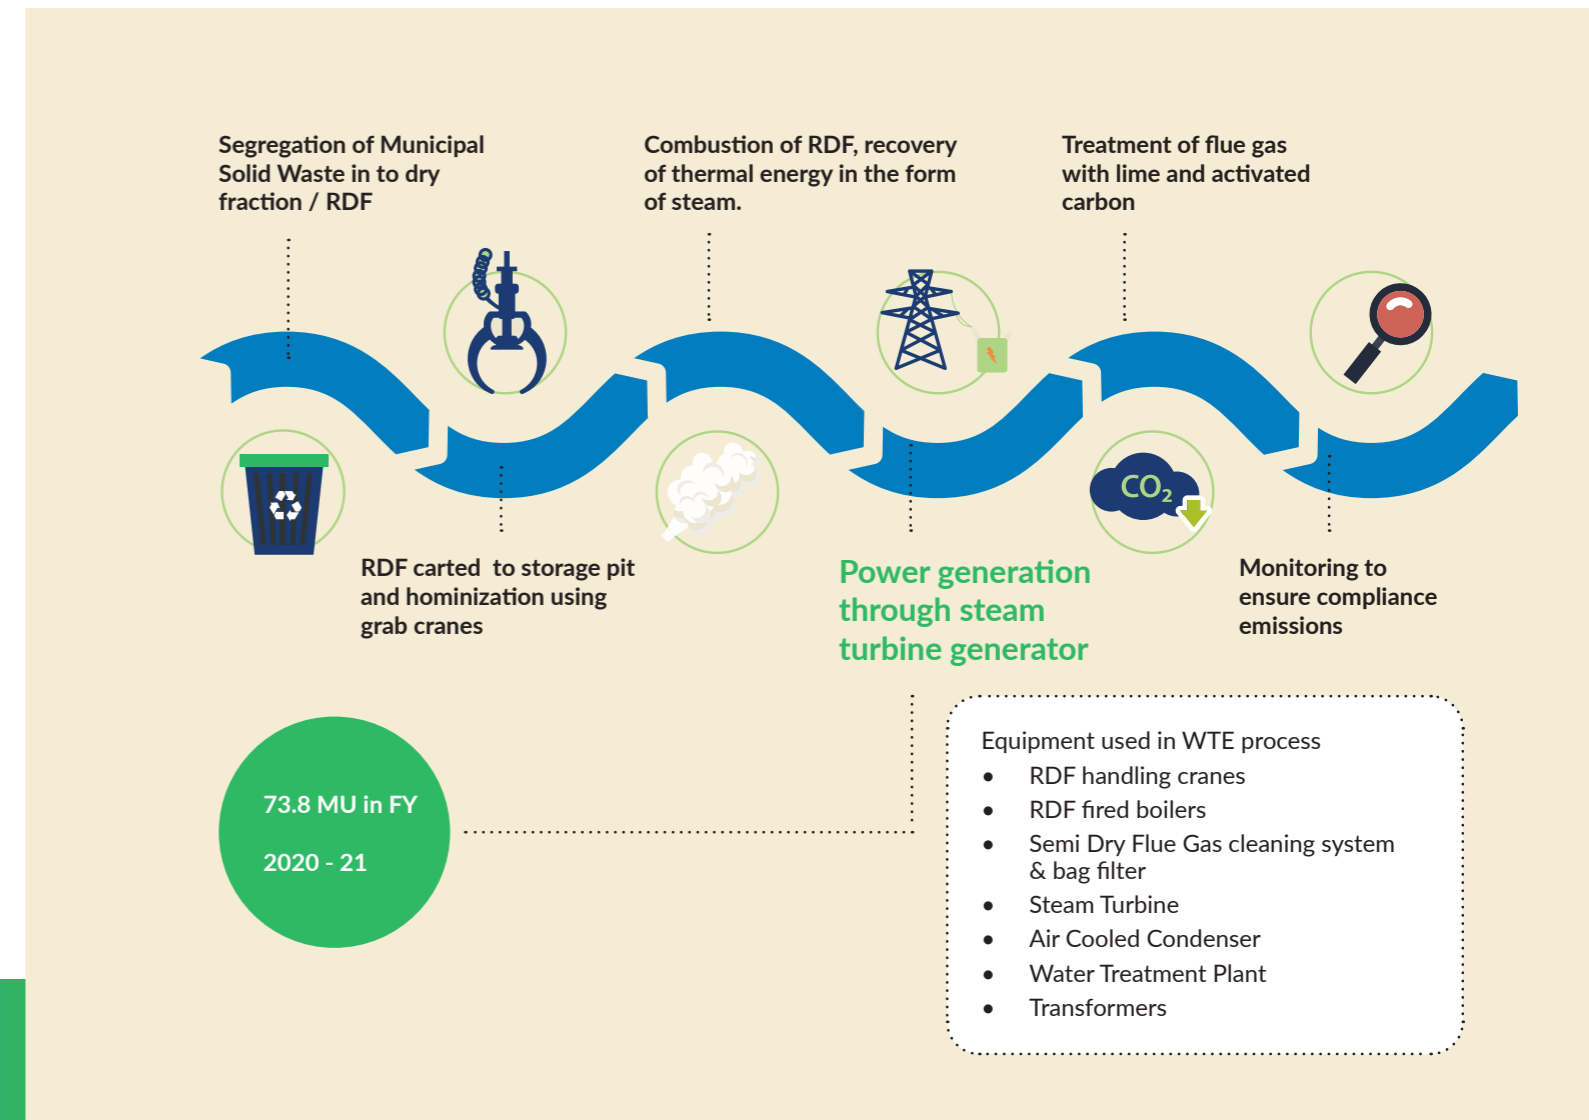 Segregation of Municipal
Solid Waste in to dry
fraction / RDF
Combustion of RDF, recovery
of thermal energy in the form
of steam.
Treatment of flue gas
with lime and activated
carbon
CO₂
RDF carted to storage pit
and hominization using
grab cranes
Power generation
through steam
turbine generator
Monitoring to
ensure compliance
emissions
73.8 MU in FY
2020 - 21
Equipment used in WTE process
• RDF handling cranes
• RDF fired boilers
• Semi Dry Flue Gas cleaning system
& bag filter
• Steam Turbine
• Air Cooled Condenser
• Water Treatment Plant
• Transformers